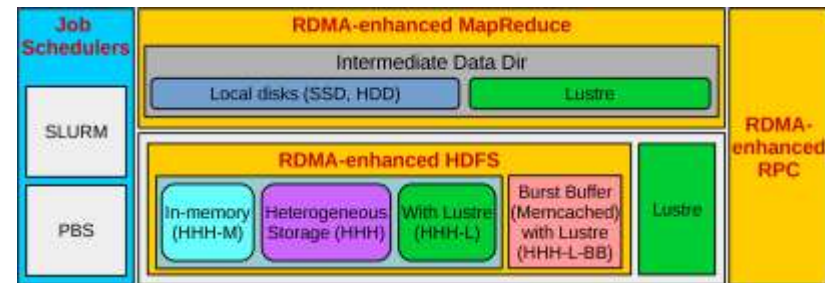 Job
Schedulers
SLURM
PBS
RDMA-enhanced MapReduce
Intermediate Data Dir
Local disks (SSD, HDD)
Lustre
RDMA-enhanced HDFS
In-memory
(HHH-M)
Heterogeneous
Storage (HHH)
With Lustre
(HHH-L)
Burst Buffer
(Memcached)
with Lustre
(HHH-L-BB)
Lustre
RDMA-
enhanced
RPC